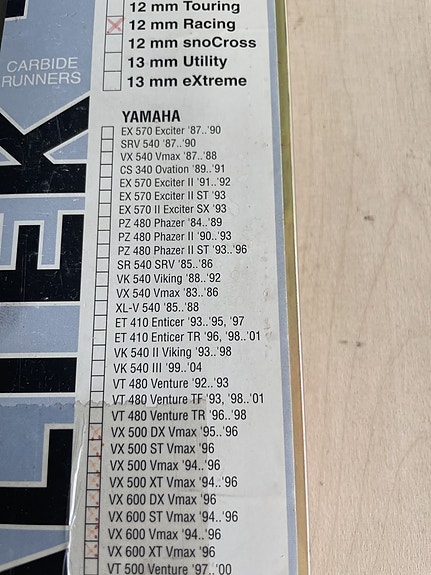 12 mm Touring
12 mm Racing
12 mm snoCross
13 mm Utility
13 mm eXtreme
CARBIDE
RUNNERS
YAMAHA
EX 570 Exciter '87..'90
SRV 540 '87..'90
VX 540 Vmax '87..'88
CS 340 Ovation '89..'91
EX 570 Exciter II '91..'92
EX 570 Exciter II ST '93
EX 570 II Exciter SX '93
PZ 480 Phazer '84..'89
PZ 480 Phazer II '90..'93
PZ 480 Phazer II ST '93..'96
SR 540 SRV '85..'86
VK 540 Viking '88..'92
VX 540 Vmax '83..'86
XL-V 540 '85..'88
ET 410 Enticer '93..'95, '97
ET 410 Enticer TR '96, '98..'01
VK 540 II Viking '93..'98
VK 540 III '99..'04
VT 480 Venture '92..'93
VT 480 Venture TF '93, '98..'01
VT 480 Venture TR '96..'98
VX 500 DX Vmax '95..'96
VX 500 ST Vmax '96
VX 500 Vmax '94..'96
VX 500 XT Vmax '94..'96
VX 600 DX Vmax '96
VX 600 ST Vmax '94..'96
VX 600 Vmax '94..'96
VX 600 XT Vmax '96
VT 500 Venture '97..'00